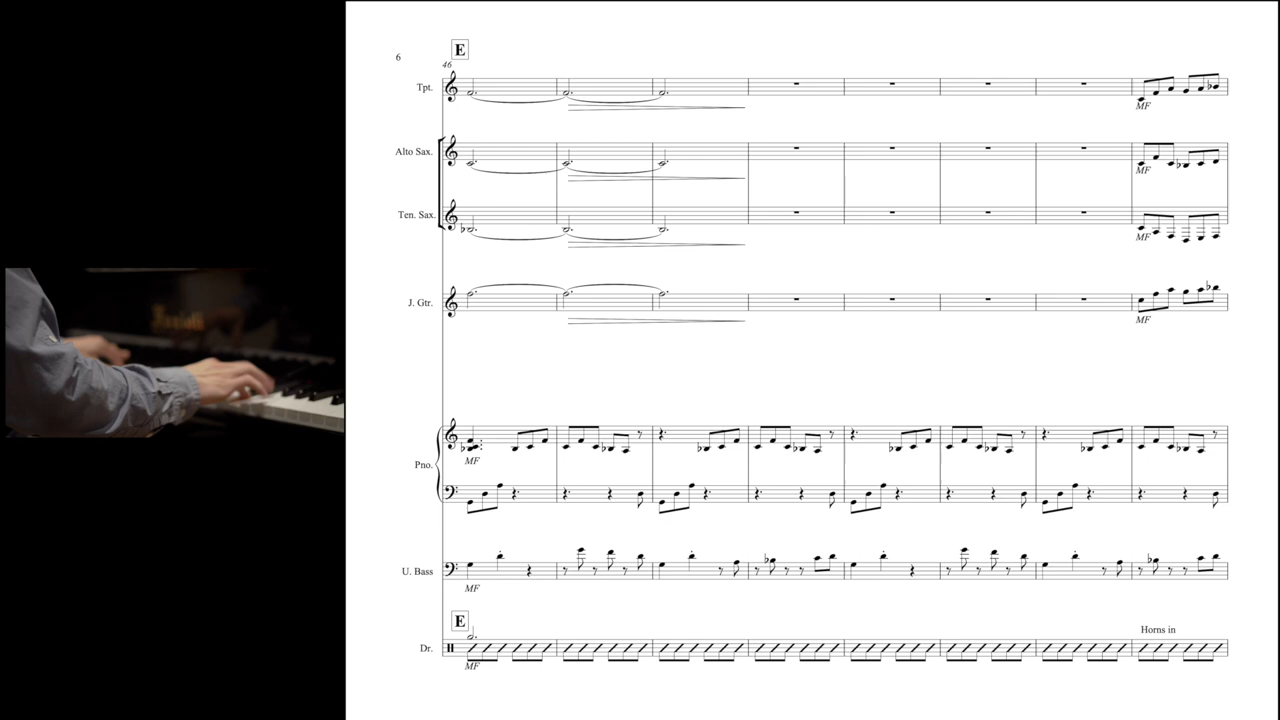 6
E
46
Tpt.
MF
Alto Sax.
MF
Ten. Sax.
MF
J. Gtr.
MF
Pno.
MF
U. Bass
MF
E
Horns in
Dr.
MF